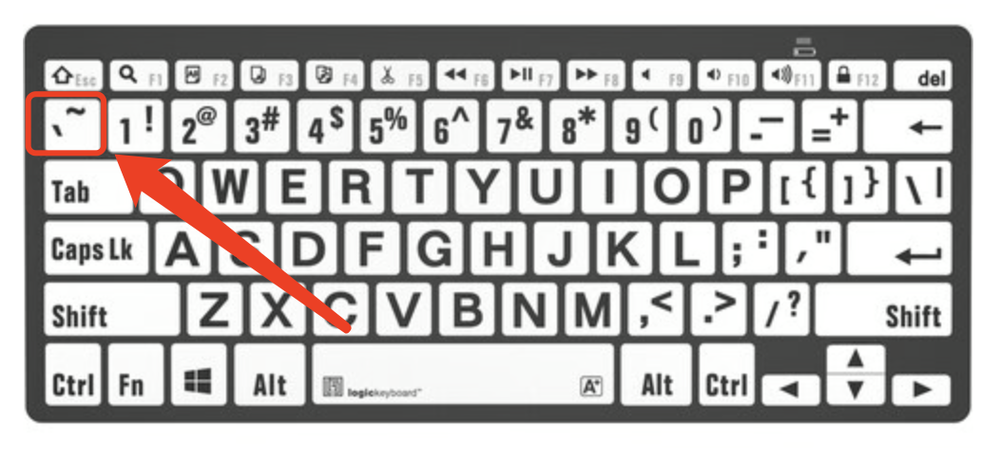 Esc F1 F2 F3 F4 F5 F6 F7 F8 F9 F10 F11 F12 del
` ~ 1 ! 2 @ 3 # 4 $ 5 % 6 ^ 7 & 8 * 9 ( 0 ) - _ = + ←
Tab Q W E R T Y U I O P [ { ] } \ |
Caps Lk A S D F G H J K L ; : , "
Shift Z X C V B N M , < . > / ? Shift
Ctrl Fn Alt logickeyboard™ A+ Alt Ctrl ◀ ▲ ▼ ▶